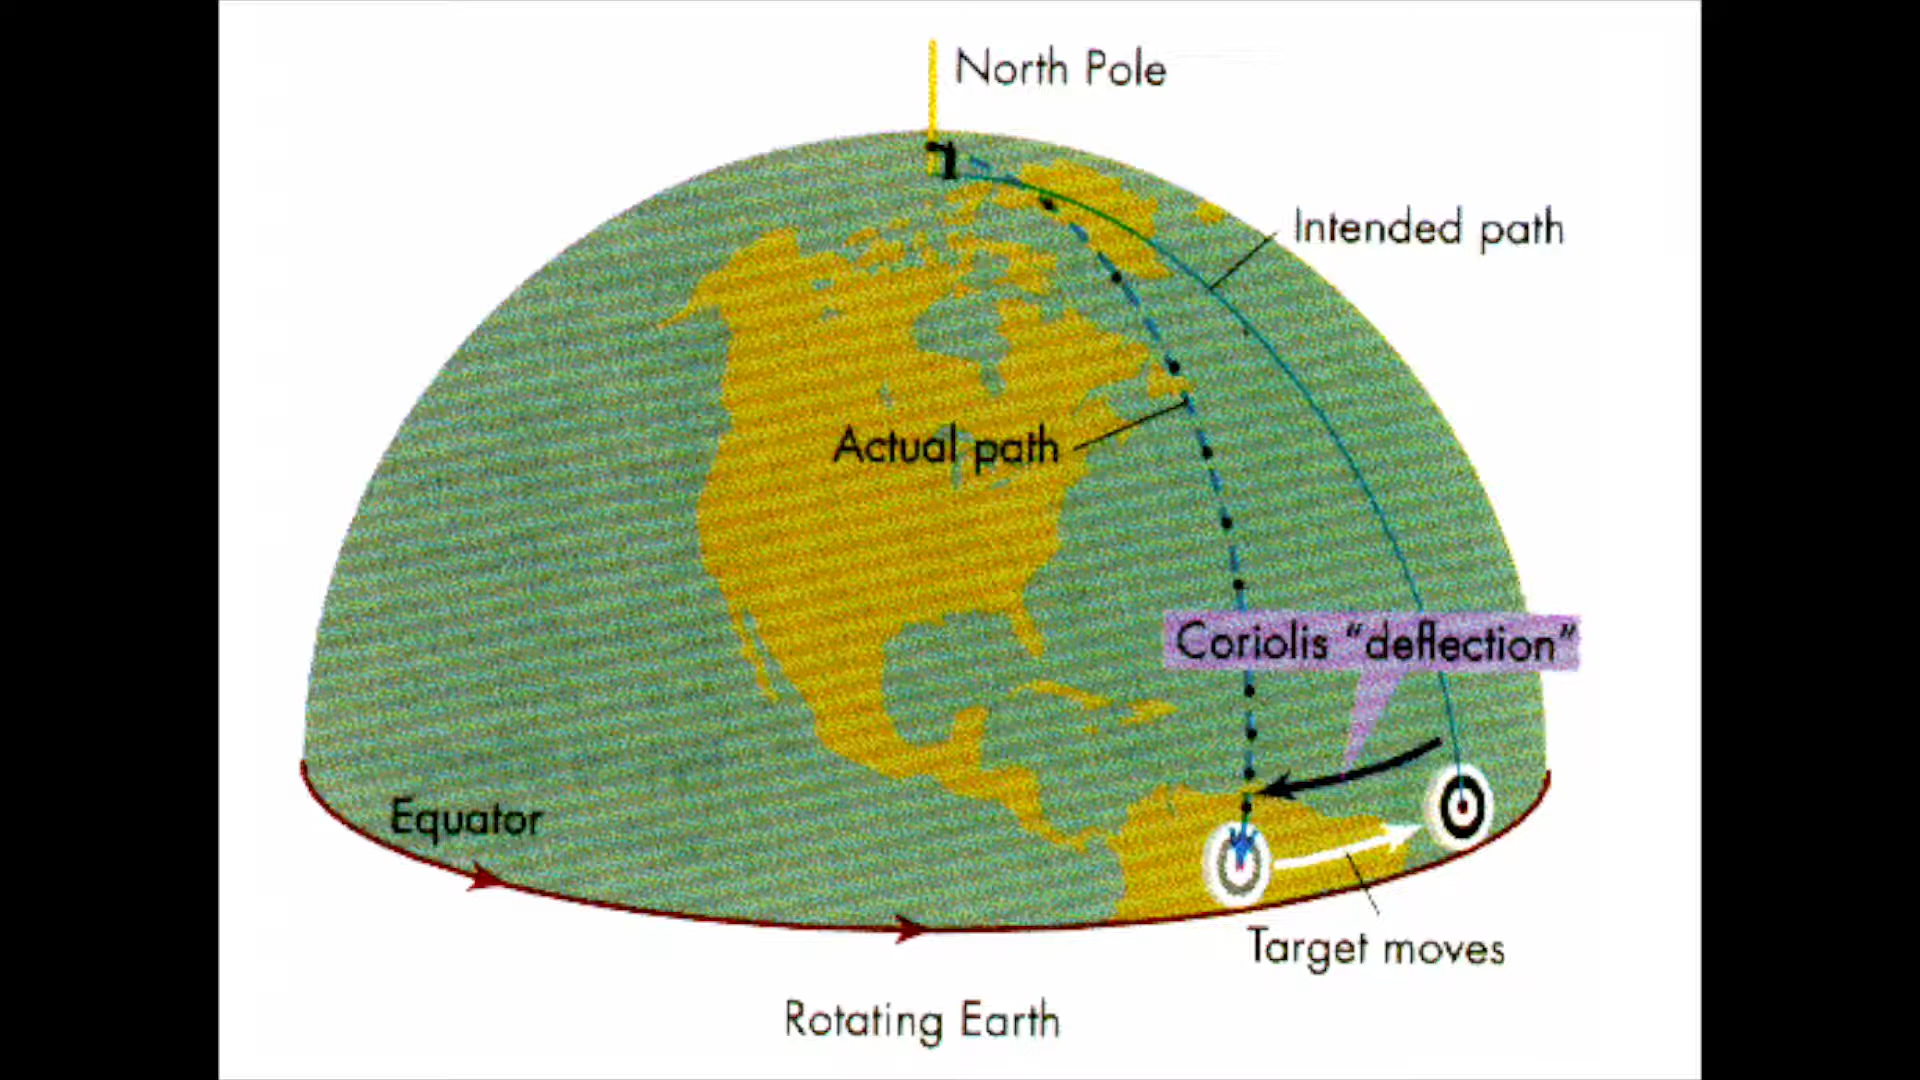 North Pole
Intended path
Actual path
Coriolis “deflection”
Equator
Target moves
Rotating Earth